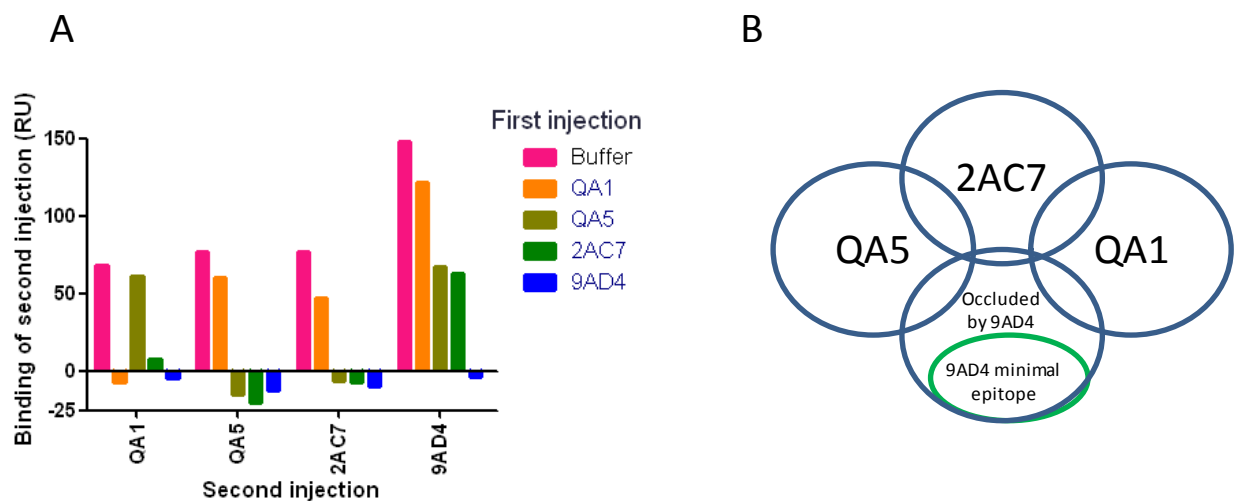 A
Binding of second injection (RU)
150
100
50
0
-25
QA1
QA5
2AC7
9AD4
Second injection
First injection
Buffer
QA1
QA5
2AC7
9AD4
B
2AC7
QA5
QA1
Occluded
by 9AD4
9AD4 minimal
epitope